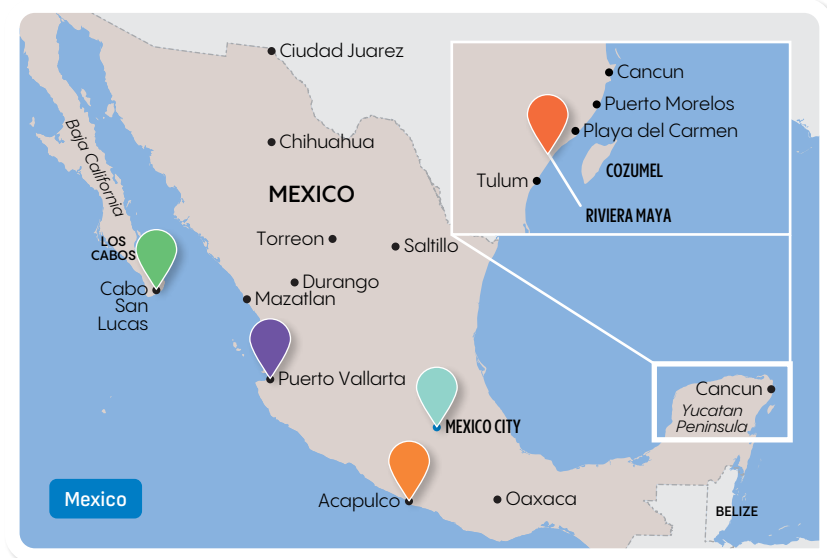 Ciudad Juarez
Chihuahua
MEXICO
Baja California
Torreon
Saltillo
LOS
CABOS
Durango
Mazatlan
Cabo
San
Lucas
Puerto Vallarta
MEXICO CITY
Acapulco
Oaxaca
Mexico
Cancun
Puerto Morelos
Playa del Carmen
COZUMEL
Tulum
RIVIERA MAYA
Cancun
Yucatan
Peninsula
BELIZE